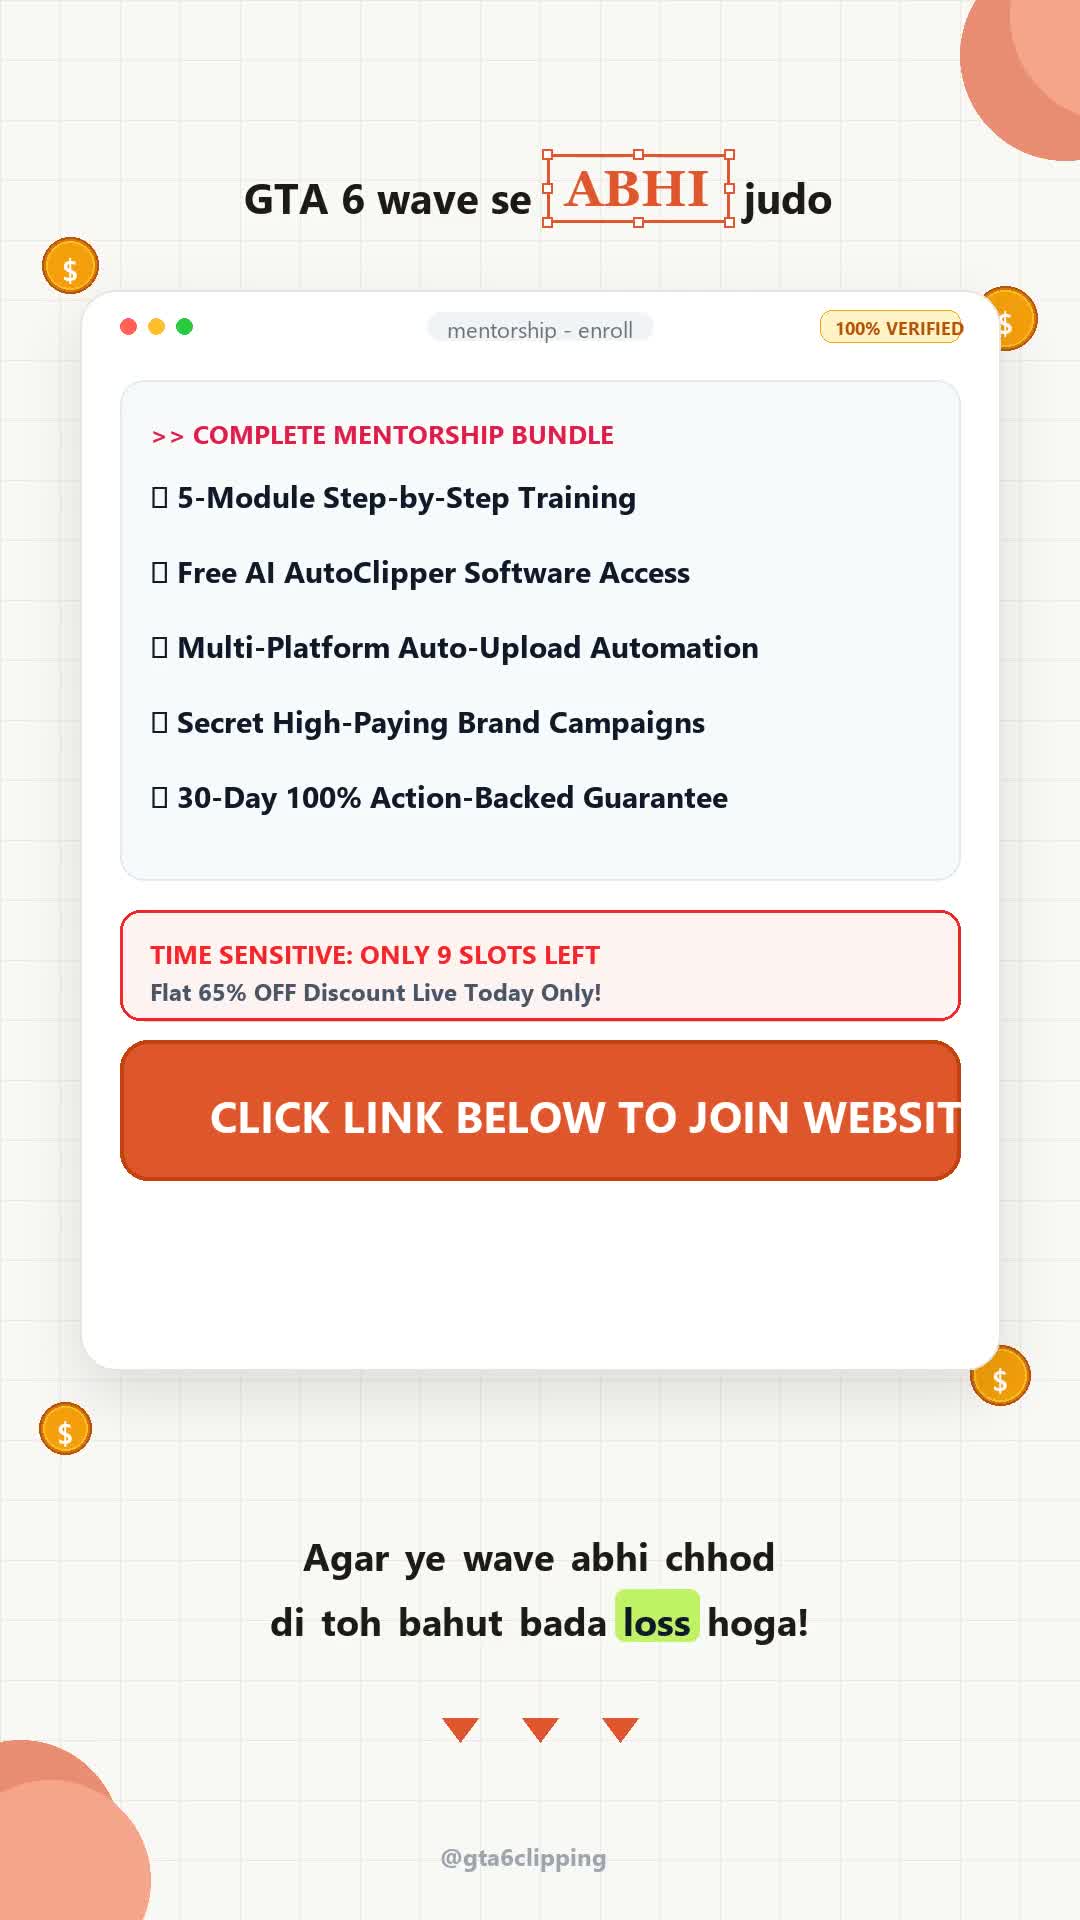 GTA 6 wave se ABHI judo
$
$
mentorship - enroll
100% VERIFIED
>> COMPLETE MENTORSHIP BUNDLE
5-Module Step-by-Step Training
Free AI AutoClipper Software Access
Multi-Platform Auto-Upload Automation
Secret High-Paying Brand Campaigns
30-Day 100% Action-Backed Guarantee
TIME SENSITIVE: ONLY 9 SLOTS LEFT
Flat 65% OFF Discount Live Today Only!
CLICK LINK BELOW TO JOIN WEBSIT
$
$
Agar ye wave abhi chhod
di toh bahut bada loss hoga!
@gta6clipping